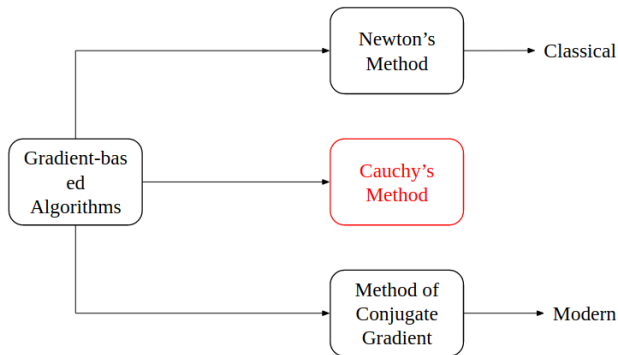 Newton's
Method
Classical
Gradient-bas
ed
Algorithms
Cauchy's
Method
Method of
Conjugate
Gradient
Modern